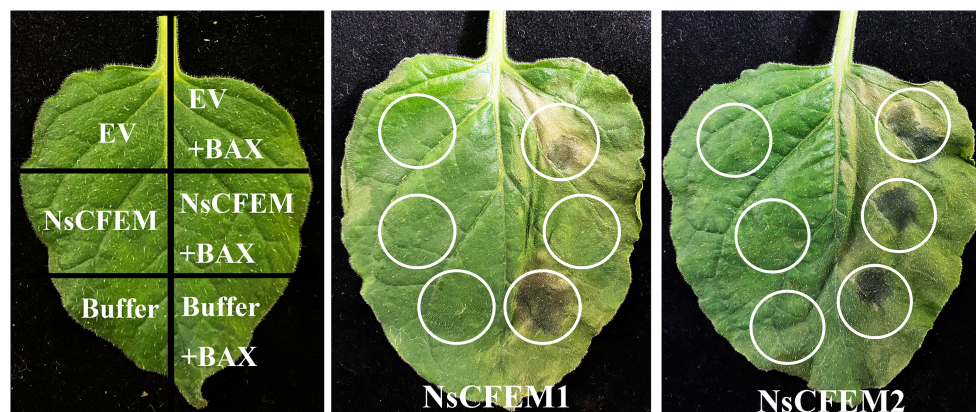 EV
EV
+BAX
NsCFEM
NsCFEM
+BAX
Buffer
Buffer
+BAX
NsCFEM1
NsCFEM2